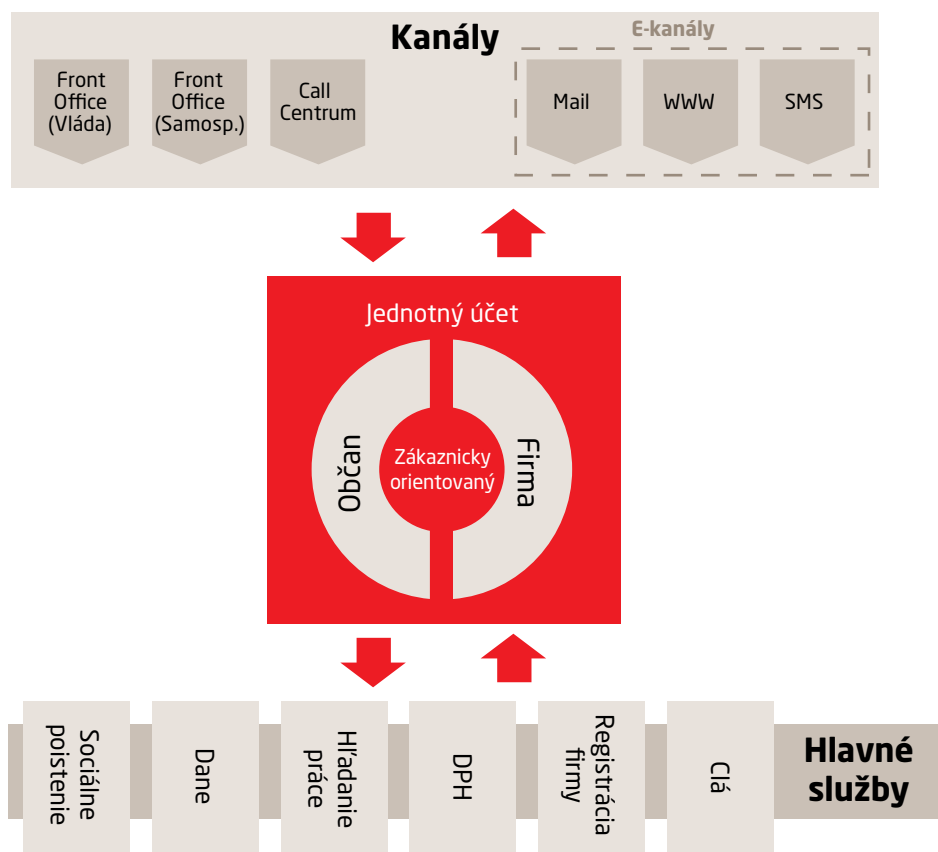 E-kanály
Kanály
Front
Office
(Vláda)
Front
Office
(Samosp.)
Call
Centrum
Mail
WWW
SMS
Jednotný účet
Občan
Zákaznicky
orientovaný
Firma
Sociálne
poistenie
Dane
Hľadanie
práce
DPH
Registrácia
firmy
Clá
Hlavné
služby